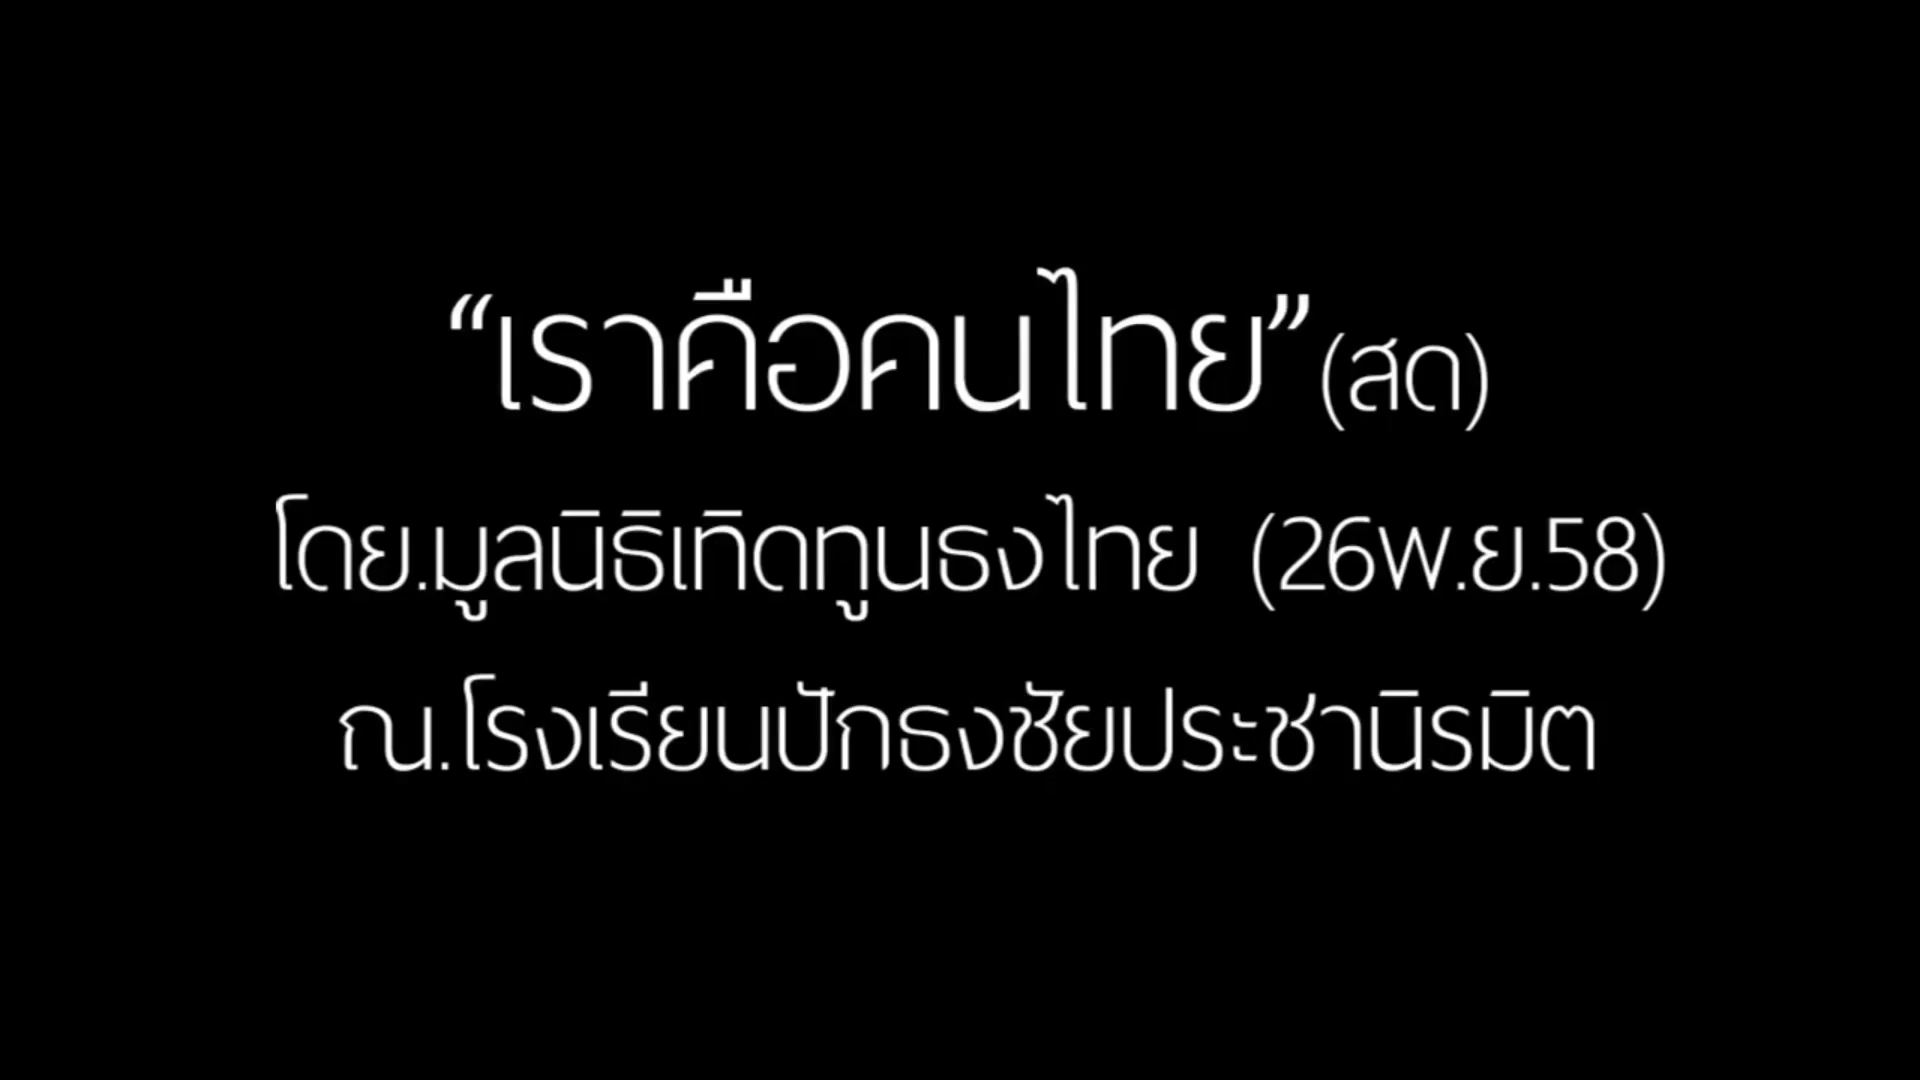 “เราคือคนไทย” (สด)
โดย.มูลนิธิเทิดทูนธงไทย (26พ.ย.58)
ณ.โรงเรียนปักธงชัยประชานิรมิต